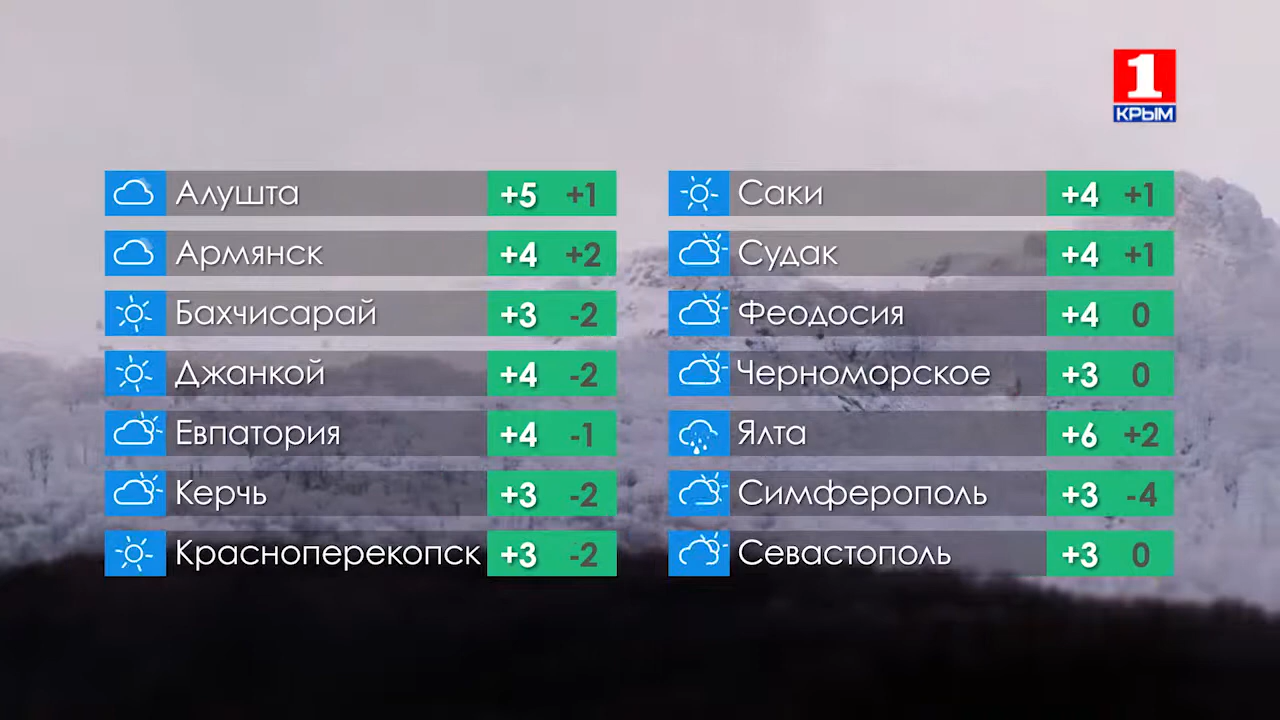 1
КРЫМ
Алушта +5 +1
Армянск +4 +2
Бахчисарай +3 -2
Джанкой +4 -2
Евпатория +4 -1
Керчь +3 -2
Красноперекопск +3 -2
Саки +4 +1
Судак +4 +1
Феодосия +4 0
Черноморское +3 0
Ялта +6 +2
Симферополь +3 -4
Севастополь +3 0